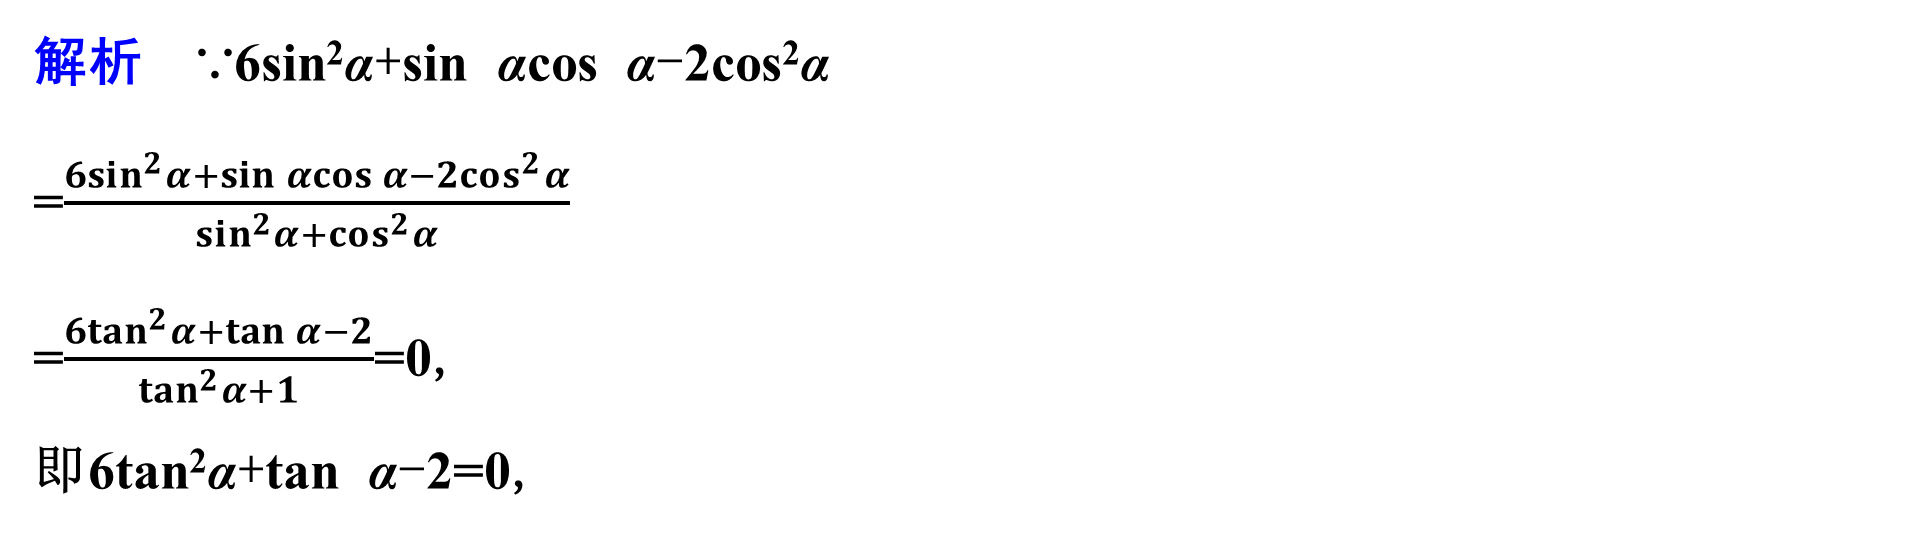 解析 ∵6sin²α+sin αcos α−2cos²α
=
6sin²α+sin αcos α−2cos²α
sin²α+cos²α
=
6tan²α+tan α−2
tan²α+1
=0,
即6tan²α+tan α−2=0,